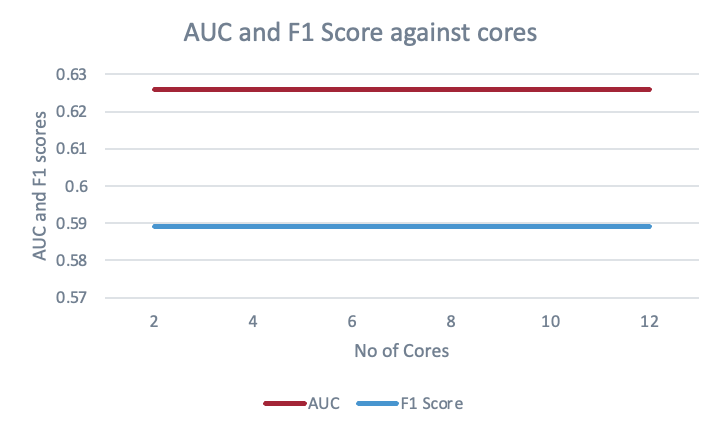 AUC and F1 Score against cores
AUC and F1 scores
0.63
0.62
0.61
0.6
0.59
0.58
0.57
2 4 6 8 10 12
No of Cores
AUC F1 Score